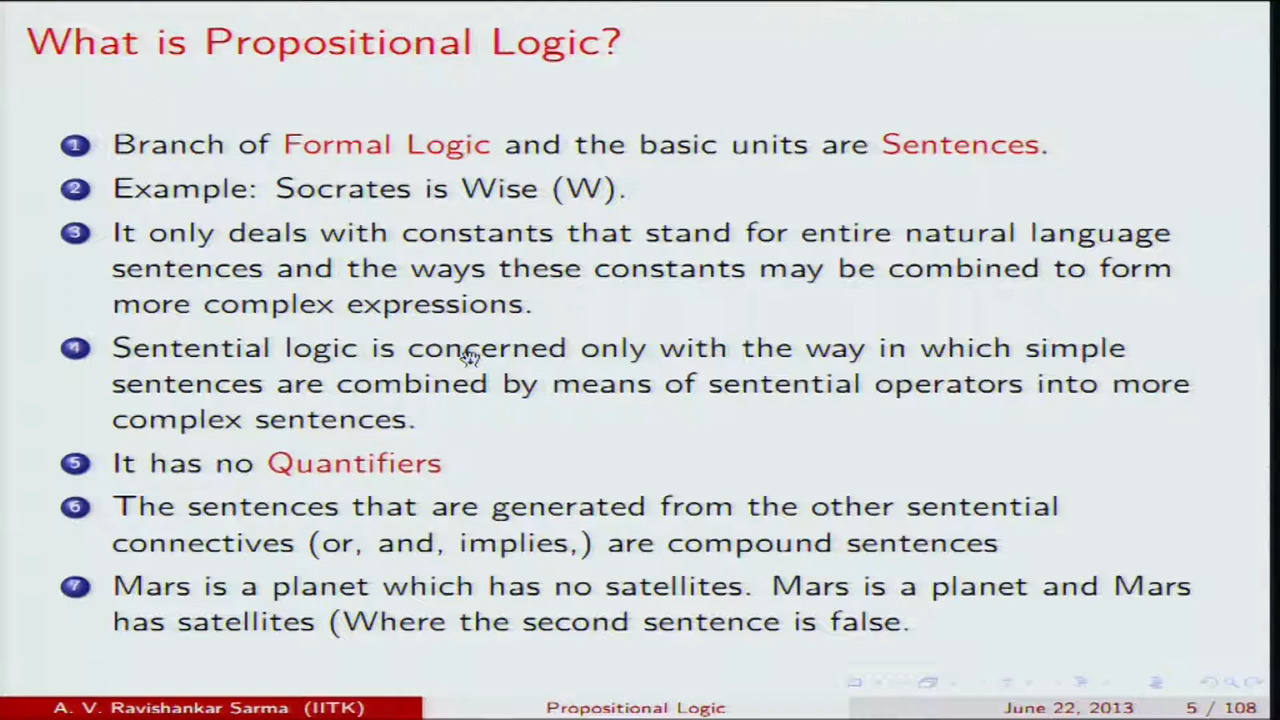 What is Propositional Logic?
1 Branch of Formal Logic and the basic units are Sentences.
2 Example: Socrates is Wise (W).
3 It only deals with constants that stand for entire natural language
sentences and the ways these constants may be combined to form
more complex expressions.
4 Sentential logic is concerned only with the way in which simple
sentences are combined by means of sentential operators into more
complex sentences.
5 It has no Quantifiers
6 The sentences that are generated from the other sentential
connectives (or, and, implies,) are compound sentences
7 Mars is a planet which has no satellites. Mars is a planet and Mars
has satellites (Where the second sentence is false.
A. V. Ravishankar Sarma (IITK) Propositional Logic June 22, 2013 5 / 108